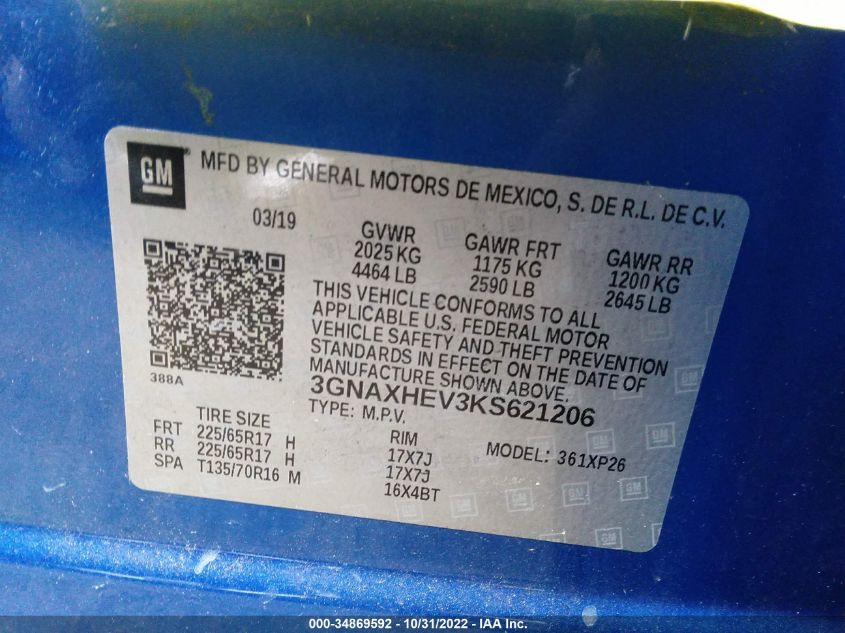 GM
MFD BY GENERAL MOTORS DE MEXICO, S. DE R.L. DE C.V.
03/19
GVWR GAWR FRT GAWR RR
2025 KG 1175 KG 1200 KG
4464 LB 2590 LB 2645 LB
THIS VEHICLE CONFORMS TO ALL
APPLICABLE U.S. FEDERAL MOTOR
VEHICLE SAFETY AND THEFT PREVENTION
STANDARDS IN EFFECT ON THE DATE OF
MANUFACTURE SHOWN ABOVE.
388A
3GNAXHEV3KS621206
TYPE: M.P.V.
TIRE SIZE RIM
FRT 225/65R17 H 17X7J
RR 225/65R17 H 17X7J
SPA T135/70R16 M 16X4BT
MODEL: 361XP26
000-34869592 - 10/31/2022 - IAA Inc.